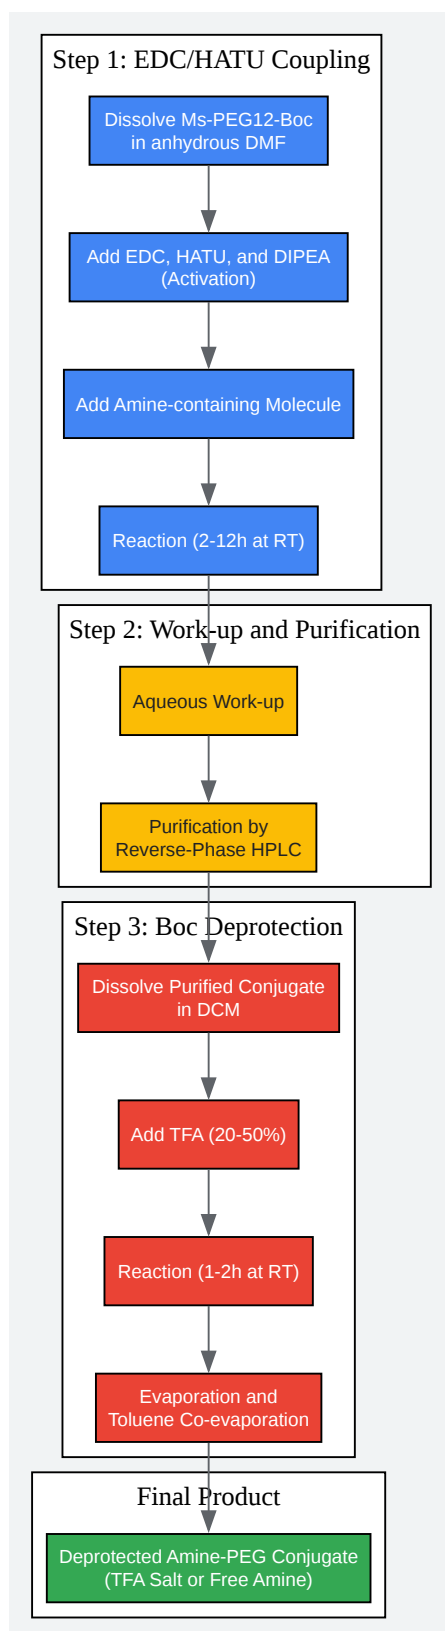 Step 1: EDC/HATU Coupling
Dissolve Ms-PEG12-Boc
in anhydrous DMF
Add EDC, HATU, and DIPEA
(Activation)
Add Amine-containing Molecule
Reaction (2-12h at RT)
Step 2: Work-up and Purification
Aqueous Work-up
Purification by
Reverse-Phase HPLC
Step 3: Boc Deprotection
Dissolve Purified Conjugate
in DCM
Add TFA (20-50%)
Reaction (1-2h at RT)
Evaporation and
Toluene Co-evaporation
Final Product
Deprotected Amine-PEG Conjugate
(TFA Salt or Free Amine)